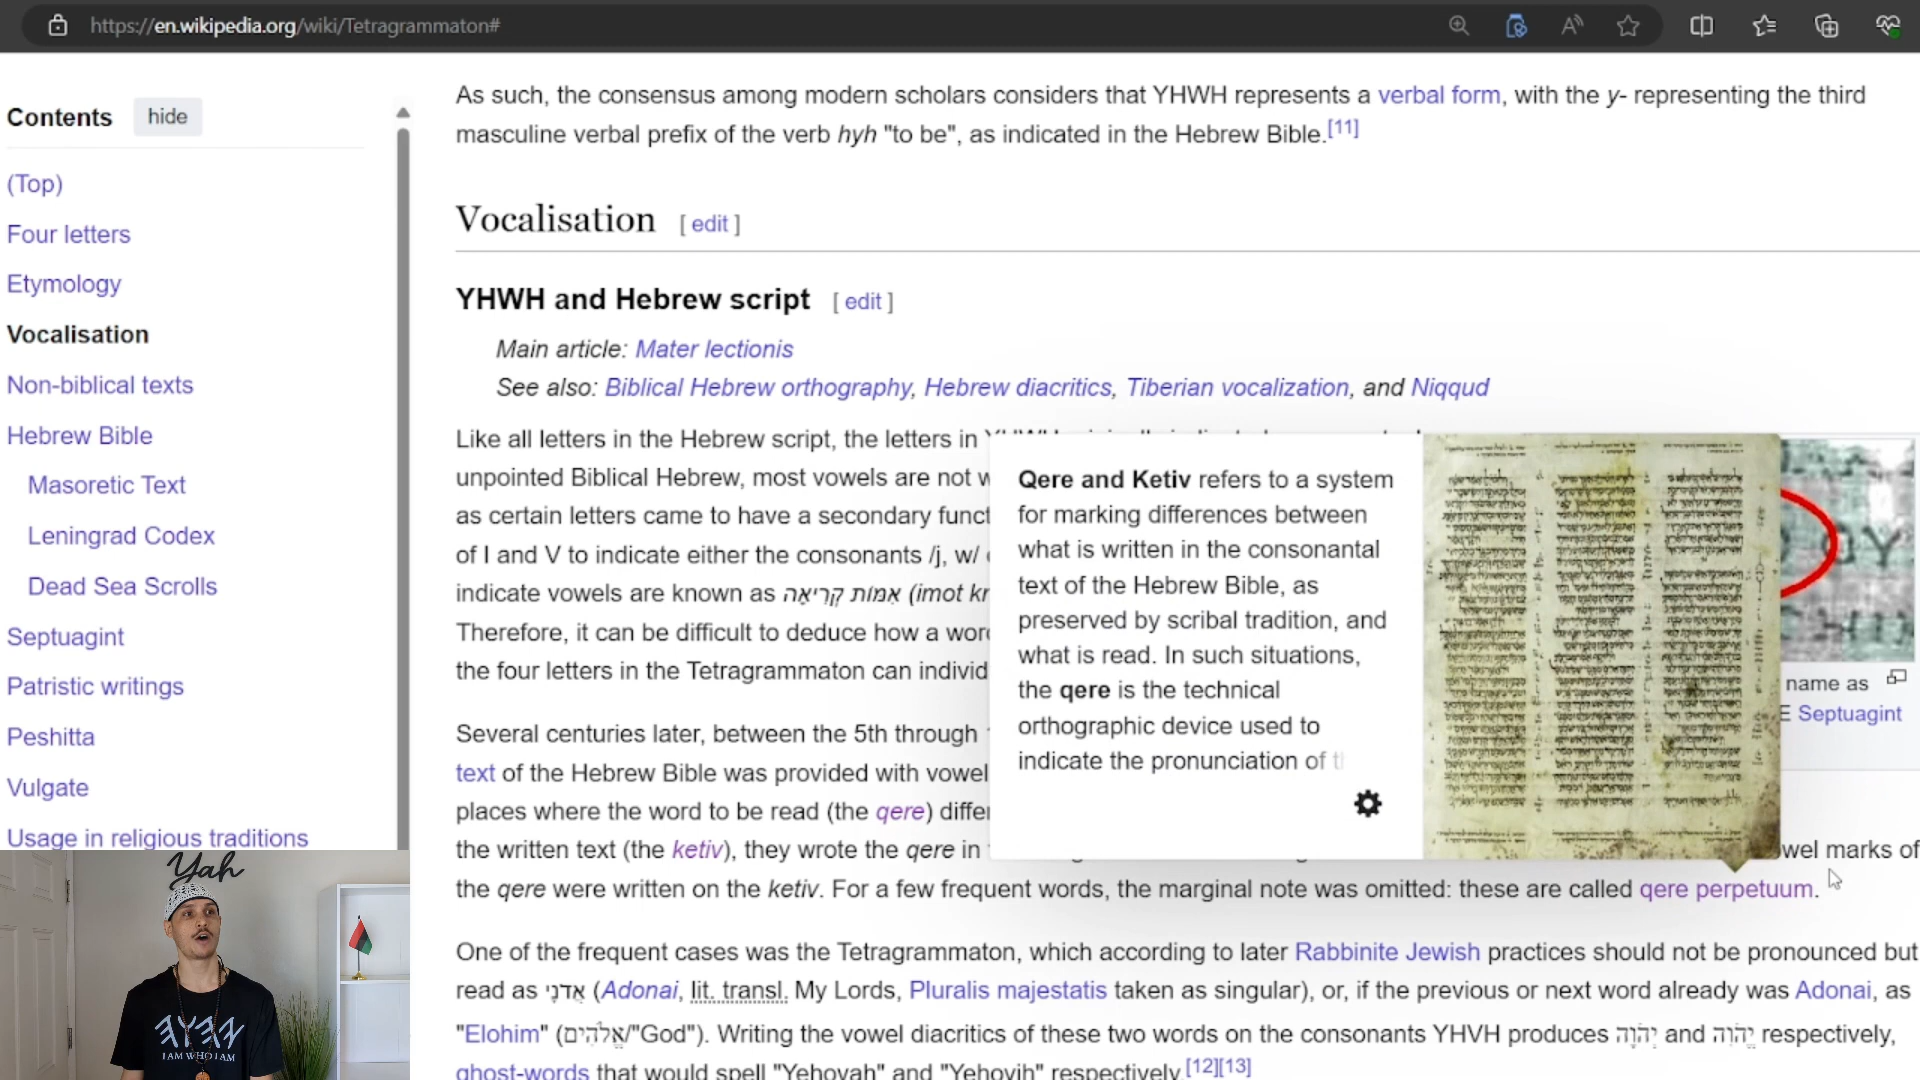 https://en.wikipedia.org/wiki/Tetragrammaton#
Contents hide
(Top)
Four letters
Etymology
Vocalisation
Non-biblical texts
Hebrew Bible
Masoretic Text
Leningrad Codex
Dead Sea Scrolls
Septuagint
Patristic writings
Peshitta
Vulgate
Usage in religious traditions
As such, the consensus among modern scholars considers that YHWH represents a verbal form, with the y- representing the third
masculine verbal prefix of the verb hyh "to be", as indicated in the Hebrew Bible.[11]
Vocalisation [ edit ]
YHWH and Hebrew script [ edit ]
Main article: Mater lectionis
See also: Biblical Hebrew orthography, Hebrew diacritics, Tiberian vocalization, and Niqqud
Like all letters in the Hebrew script, the letters in
unpointed Biblical Hebrew, most vowels are not w
as certain letters came to have a secondary funct
of I and V to indicate either the consonants /j, w/
indicate vowels are known as אִמּוֹת קְרִיאָה (imot kr
Therefore, it can be difficult to deduce how a word
the four letters in the Tetragrammaton can individ
Several centuries later, between the 5th through
text of the Hebrew Bible was provided with vowel
places where the word to be read (the qere) differ
the written text (the ketiv), they wrote the qere in
wel marks of
the qere were written on the ketiv. For a few frequent words, the marginal note was omitted: these are called qere perpetuum.
One of the frequent cases was the Tetragrammaton, which according to later Rabbinite Jewish practices should not be pronounced but
read as אֲדֹנָי (Adonai, lit. transl. My Lords, Pluralis majestatis taken as singular), or, if the previous or next word already was Adonai, as
"Elohim" (אֱלֹהִים/"God"). Writing the vowel diacritics of these two words on the consonants YHVH produces יְהֹוָה and יֱהֹוִה respectively,
ghost-words that would spell "Yehovah" and "Yehovih" respectively.[12][13]
Qere and Ketiv refers to a system
for marking differences between
what is written in the consonantal
text of the Hebrew Bible, as
preserved by scribal tradition, and
what is read. In such situations,
the qere is the technical
orthographic device used to
indicate the pronunciation of
name as
E Septuagint
Yah
𐤉𐤄𐤅𐤄
I AM WHO I AM